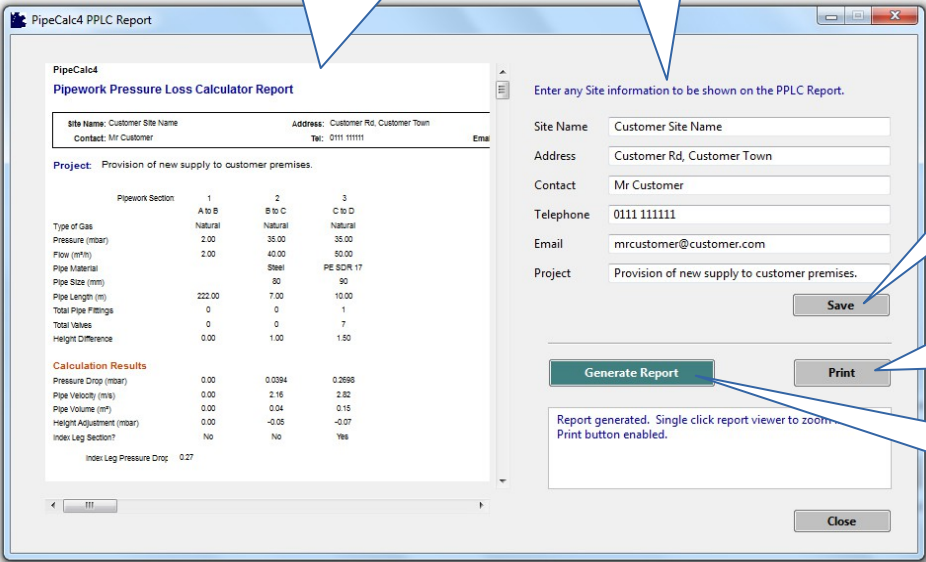 PipeCalc4 PPLC Report
PipeCalc4
Pipework Pressure Loss Calculator Report
Site Name: Customer Site Name Address: Customer Rd, Customer Town
Contact: Mr Customer Tel: 0111 111111 Emai
Project: Provision of new supply to customer premises.
Pipework Section 1 2 3
A to B B to C C to D
Type of Gas Natural Natural Natural
Pressure (mbar) 2.00 35.00 35.00
Flow (m³/h) 2.00 40.00 50.00
Pipe Material Steel PE SDR 17
Pipe Size (mm) 80 90
Pipe Length (m) 222.00 7.00 10.00
Total Pipe Fittings 0 0 1
Total Valves 0 0 7
Height Difference 0.00 1.00 1.50
Calculation Results
Pressure Drop (mbar) 0.00 0.0394 0.2698
Pipe Velocity (m/s) 0.00 2.16 2.82
Pipe Volume (m³) 0.00 0.04 0.15
Height Adjustment (mbar) 0.00 -0.05 -0.07
Index Leg Section? No No Yes
Index Leg Pressure Drop: 0.27
Enter any Site information to be shown on the PPLC Report.
Site Name Customer Site Name
Address Customer Rd, Customer Town
Contact Mr Customer
Telephone 0111 111111
Email mrcustomer@customer.com
Project Provision of new supply to customer premises.
Save
Generate Report Print
Report generated. Single click report viewer to zoom
Print button enabled.
Close